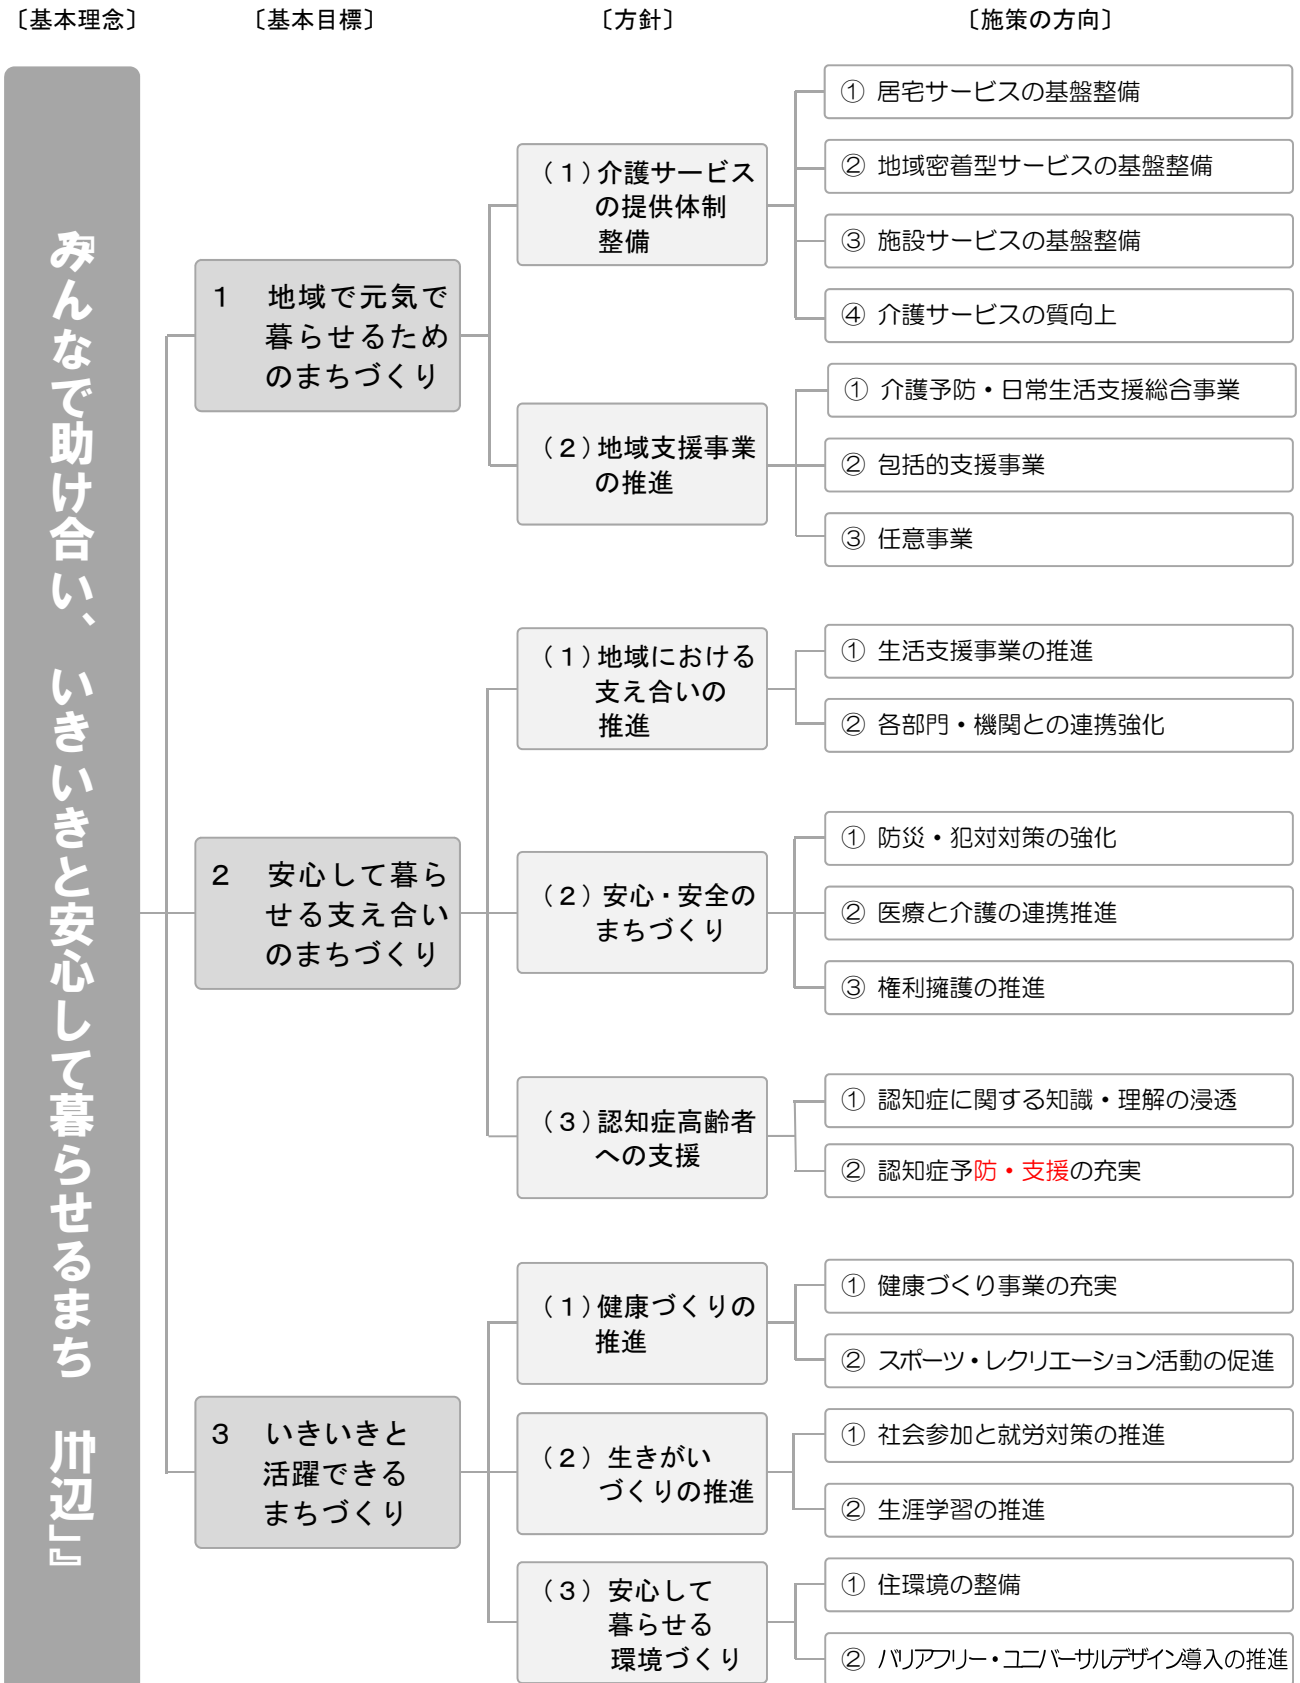 〔基本理念〕
〔基本目標〕
〔方針〕
〔施策の方向〕
『みんなで助け合い、　いきいきと安心して暮らせるまち　「川辺」』
1　地域で元気で
暮らせるため
のまちづくり
（１）介護サービス
の提供体制
整備
① 居宅サービスの基盤整備
② 地域密着型サービスの基盤整備
③ 施設サービスの基盤整備
④ 介護サービスの質向上
（２）地域支援事業
の推進
① 介護予防・日常生活支援総合事業
② 包括的支援事業
③ 任意事業
2　安心して暮ら
せる支え合い
のまちづくり
（１）地域における
支え合いの
推進
① 生活支援事業の推進
② 各部門・機関との連携強化
（２）安心・安全の
まちづくり
① 防災・犯対対策の強化
② 医療と介護の連携推進
③ 権利擁護の推進
（３）認知症高齢者
への支援
① 認知症に関する知識・理解の浸透
② 認知症予防・支援の充実
3　いきいきと
活躍できる
まちづくり
（１）健康づくりの
推進
① 健康づくり事業の充実
② スポーツ・レクリエーション活動の促進
（２）生きがい
づくりの推進
① 社会参加と就労対策の推進
② 生涯学習の推進
（３）安心して
暮らせる
環境づくり
① 住環境の整備
② バリアフリー・ユニバーサルデザイン導入の推進